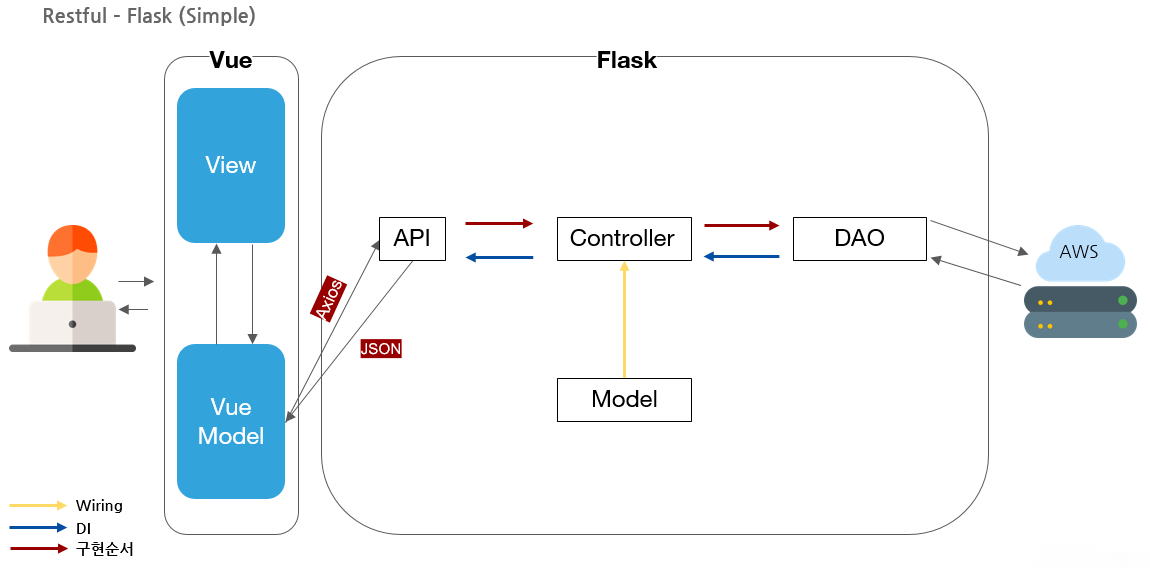 Restful - Flask (Simple)
Vue
Flask
View
API
Controller
DAO
AWS
Axios
JSON
Vue
Model
Model
Wiring
DI
구현순서